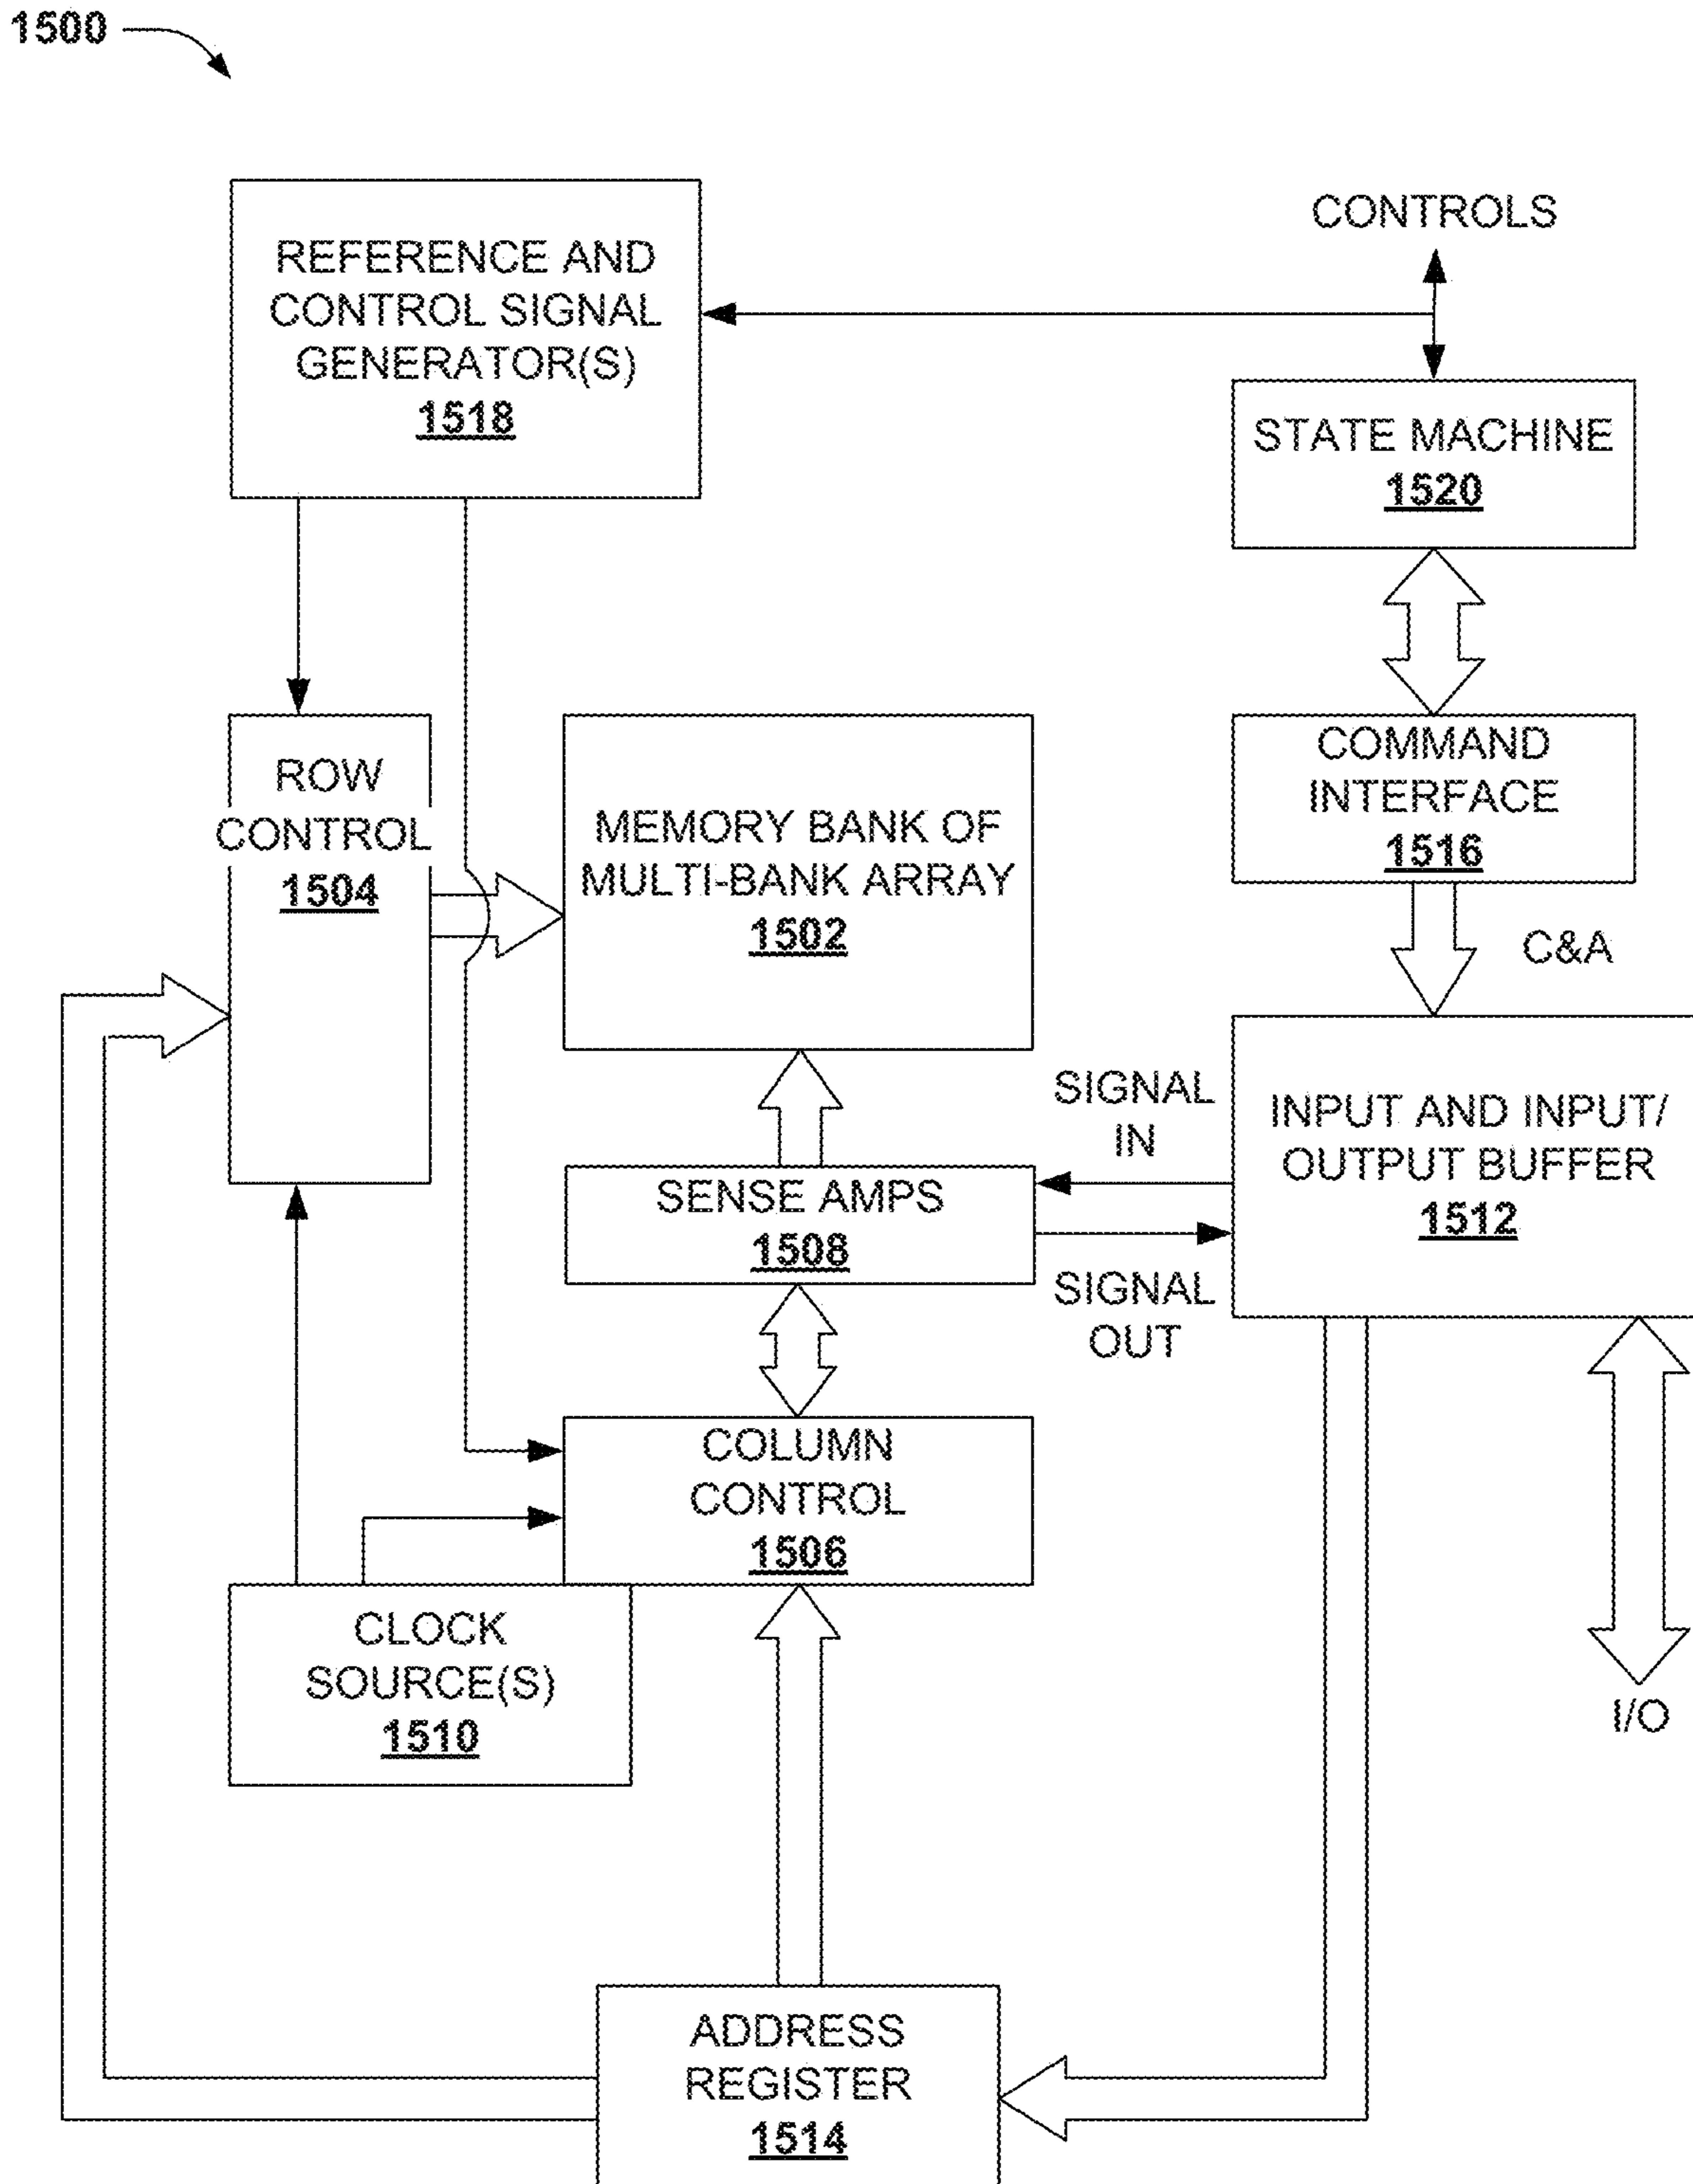 1500
CONTROLS
REFERENCE AND
CONTROL SIGNAL
GENERATOR(S)
1518
STATE MACHINE
1520
ROW
CONTROL
1504
MEMORY BANK OF
MULTI-BANK ARRAY
1502
COMMAND
INTERFACE
1516
C&A
SIGNAL
IN
INPUT AND INPUT/
OUTPUT BUFFER
1512
SENSE AMPS
1508
SIGNAL
OUT
COLUMN
CONTROL
1506
CLOCK
SOURCE(S)
1510
I/O
ADDRESS
REGISTER
1514